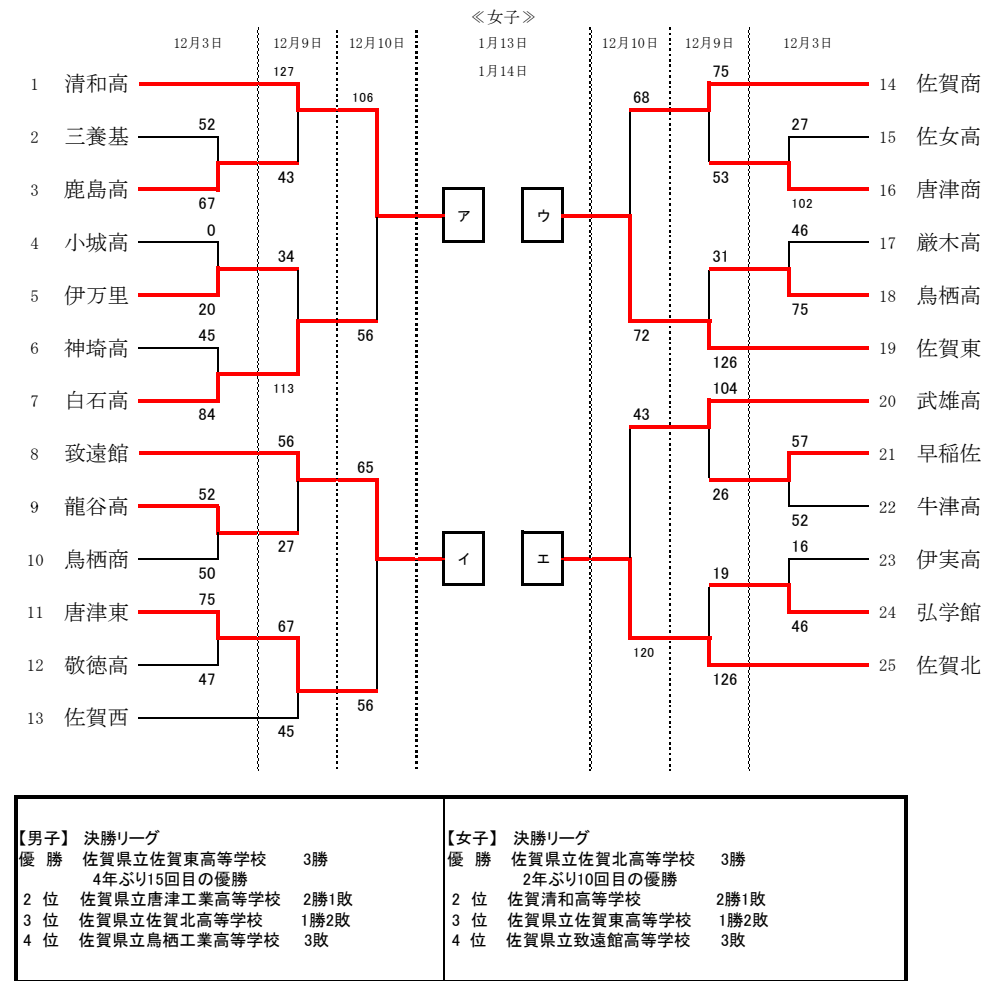 ≪女子≫
12月3日 12月9日 12月10日 1月13日 12月10日 12月9日 12月3日
1月14日
127 75
1 清和高 14 佐賀商
106 68
52 27
2 三養基 15 佐女高
43 53
3 鹿島高 16 唐津商
67 102
ア ウ
0 46
4 小城高 17 厳木高
34 31
5 伊万里 18 鳥栖高
20 75
45 56 72
6 神埼高 19 佐賀東
126
113 104
7 白石高 20 武雄高
84 43
56 57
8 致遠館 21 早稲佐
65
52 26
9 龍谷高 22 牛津高
27 52
16
10 鳥栖商 イ エ 23 伊実高
50 19
75
11 唐津東 24 弘学館
67 46
12 敬徳高 120 25 佐賀北
47 126
56
13 佐賀西
45
【男子】 決勝リーグ
優 勝 佐賀県立佐賀東高等学校 3勝
4年ぶり15回目の優勝
2 位 佐賀県立唐津工業高等学校 2勝1敗
3 位 佐賀県立佐賀北高等学校 1勝2敗
4 位 佐賀県立鳥栖工業高等学校 3敗
【女子】 決勝リーグ
優 勝 佐賀県立佐賀北高等学校 3勝
2年ぶり10回目の優勝
2 位 佐賀清和高等学校 2勝1敗
3 位 佐賀県立佐賀東高等学校 1勝2敗
4 位 佐賀県立致遠館高等学校 3敗